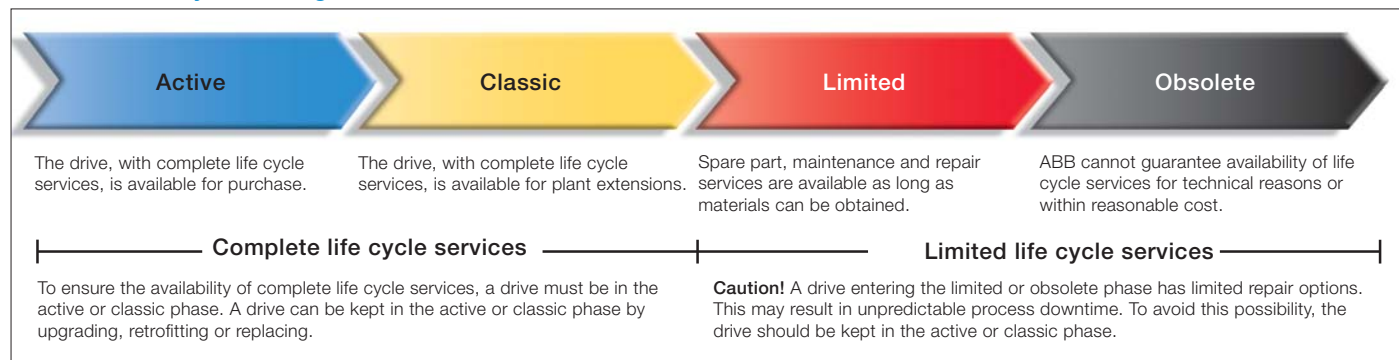 Active
Classic
Limited
Obsolete
The drive, with complete life cycle
services, is available for purchase.
The drive, with complete life cycle
services, is available for plant extensions.
Spare part, maintenance and repair
services are available as long as
materials can be obtained.
ABB cannot guarantee availability of life
cycle services for technical reasons or
within reasonable cost.
Complete life cycle services
Limited life cycle services
To ensure the availability of complete life cycle services, a drive must be in the
active or classic phase. A drive can be kept in the active or classic phase by
upgrading, retrofitting or replacing.
Caution! A drive entering the limited or obsolete phase has limited repair options.
This may result in unpredictable process downtime. To avoid this possibility, the
drive should be kept in the active or classic phase.